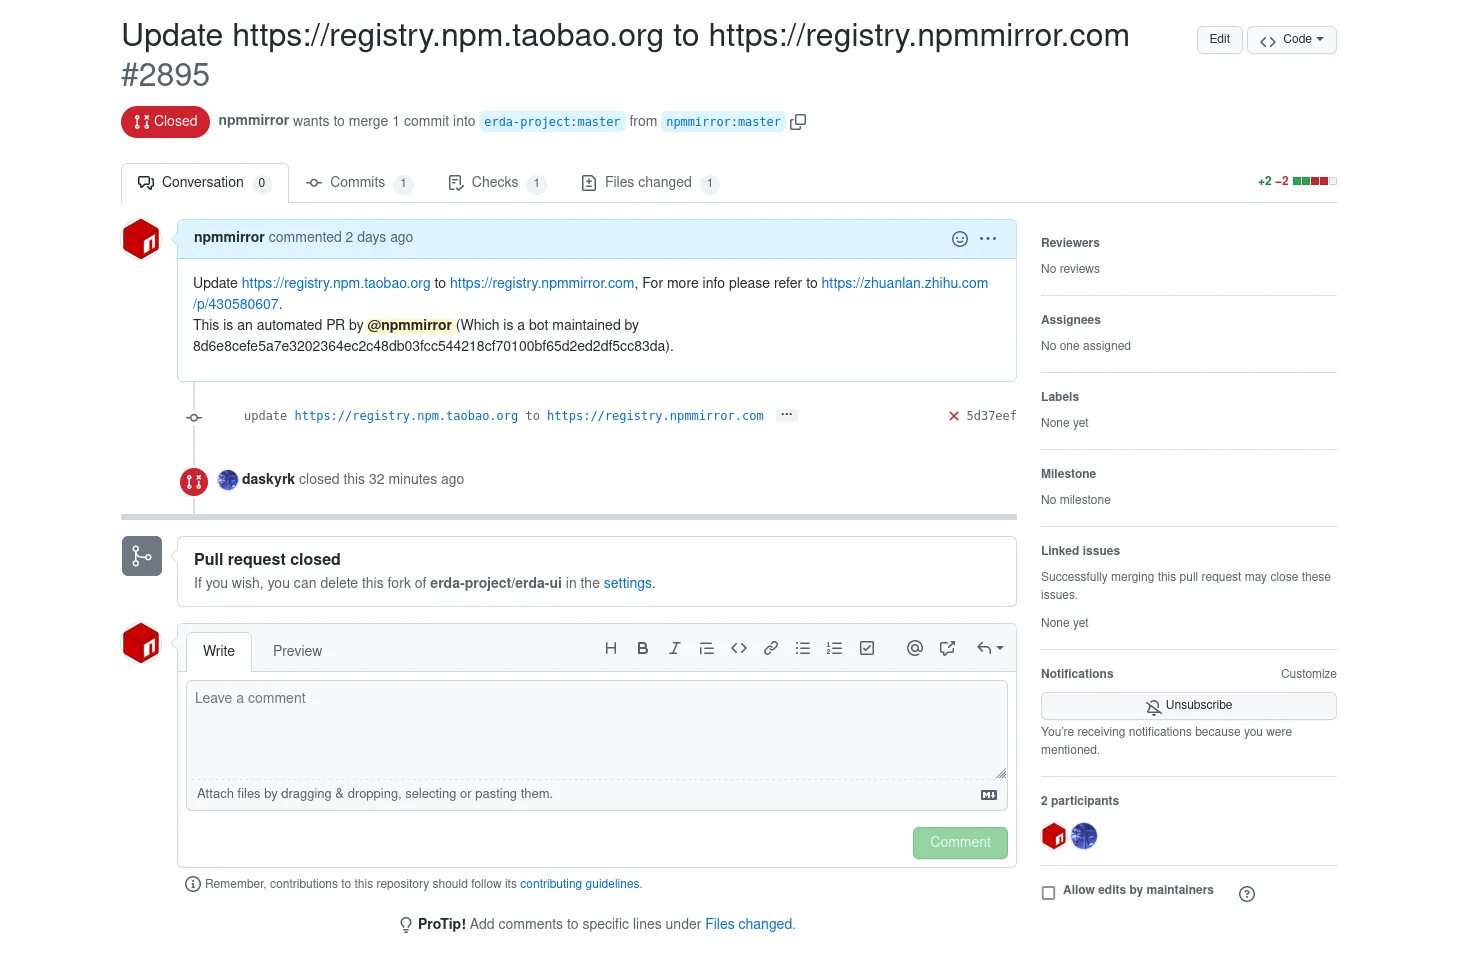 Update https://registry.npm.taobao.org to https://registry.npmmirror.com
#2895
Edit
Code
Closed
npmmirror wants to merge 1 commit into erda-project:master from npmmirror:master
Conversation 0
Commits 1
Checks 1
Files changed 1
+2 −2
npmmirror commented 2 days ago
Update https://registry.npm.taobao.org to https://registry.npmmirror.com, For more info please refer to https://zhuanlan.zhihu.com
/p/430580607.
This is an automated PR by @npmmirror (Which is a bot maintained by
8d6e8cefe5a7e3202364ec2c48db03fcc544218cf70100bf65d2ed2df5cc83da).
update https://registry.npm.taobao.org to https://registry.npmmirror.com ...
5d37eef
daskyrk closed this 32 minutes ago
Pull request closed
If you wish, you can delete this fork of erda-project/erda-ui in the settings.
Write
Preview
Leave a comment
Attach files by dragging & dropping, selecting or pasting them.
Comment
Remember, contributions to this repository should follow its contributing guidelines.
ProTip! Add comments to specific lines under Files changed.
Reviewers
No reviews
Assignees
No one assigned
Labels
None yet
Milestone
No milestone
Linked issues
Successfully merging this pull request may close these
issues.
None yet
Notifications
Customize
Unsubscribe
You're receiving notifications because you were
mentioned.
2 participants
Allow edits by maintainers